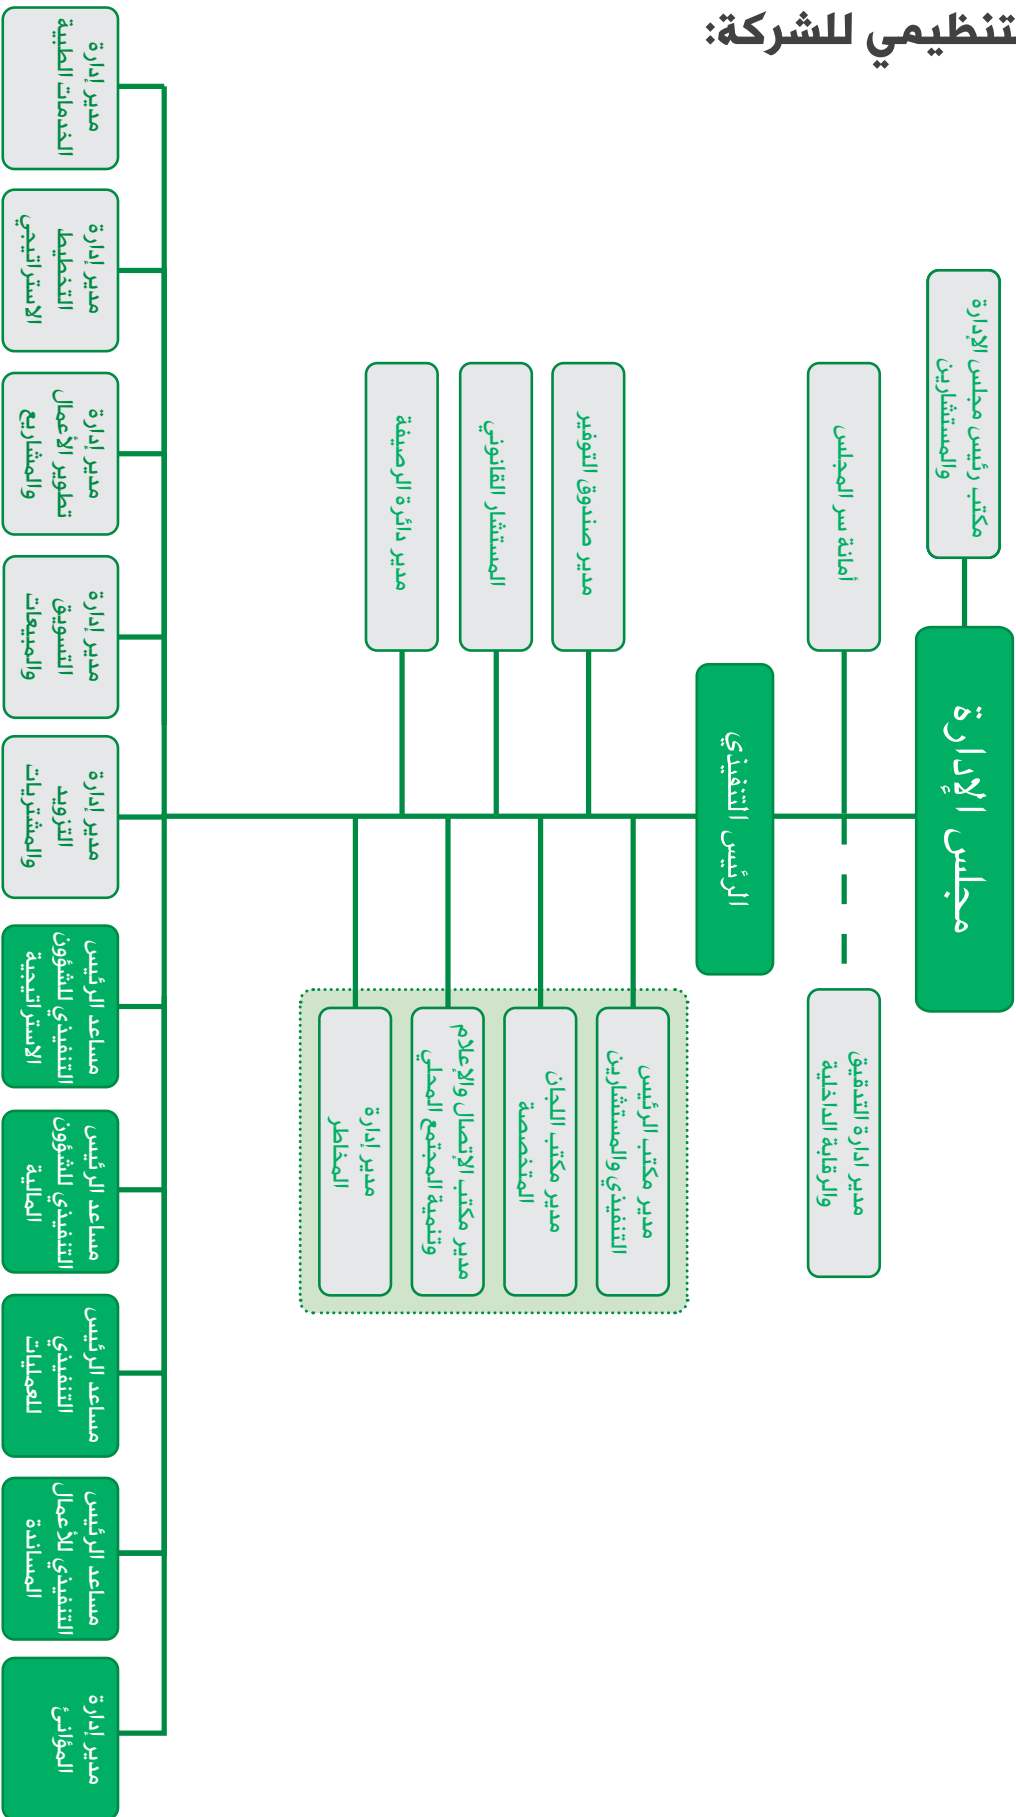 لتنظيمي للشركة:
مجلس الإدارة
مكتب رئيس مجلس الإدارة
والمستشارين
أمانة سر المجلس
مدير ادارة التدقيق
والرقابة الداخلية
الرئيس التنفيذي
مدير صندوق التوفير
المستشار القانوني
مدير دائرة الرصيفة
مدير مكتب الرئيس
التنفيذي والمستشارين
مدير مكتب اللجان
المتخصصة
مدير مكتب الإتصال والإعلام
وتنمية المجتمع المحلي
مدير إدارة
المخاطر
مدير إدارة
الخدمات الطبية
مدير إدارة
التخطيط
الاستراتيجي
مدير إدارة
تطوير الأعمال
والمشاريع
مدير إدارة
التسويق
والمبيعات
مدير إدارة
التزويد
والمشتريات
مساعد الرئيس
التنفيذي للشؤون
الاستراتيجية
مساعد الرئيس
التنفيذي للشؤون
المالية
مساعد الرئيس
التنفيذي
للعمليات
مساعد الرئيس
التنفيذي للأعمال
المساندة
مدير إدارة
المؤانئ